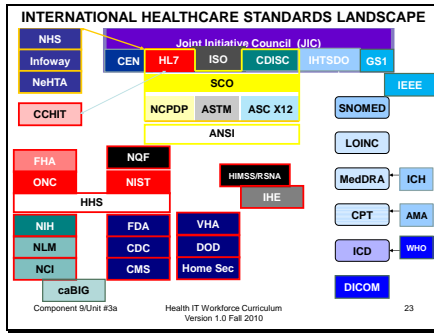 INTERNATIONAL HEALTHCARE STANDARDS LANDSCAPE
NHS
Joint Initiative Council (JIC)
Infoway
CEN HL7 ISO CDISC IHTSDO GS1
NeHTA
SCO
IEEE
CCHIT
NCPDP ASTM ASC X12
SNOMED
ANSI
LOINC
FHA NQF
HIMSS/RSNA
ONC NIST
MedDRA ICH
IHE
HHS
CPT AMA
NIH FDA VHA
NLM CDC DOD
ICD WHO
NCI CMS Home Sec
caBIG
DICOM
Component 9/Unit #3a
Health IT Workforce Curriculum
23
Version 1.0 Fall 2010